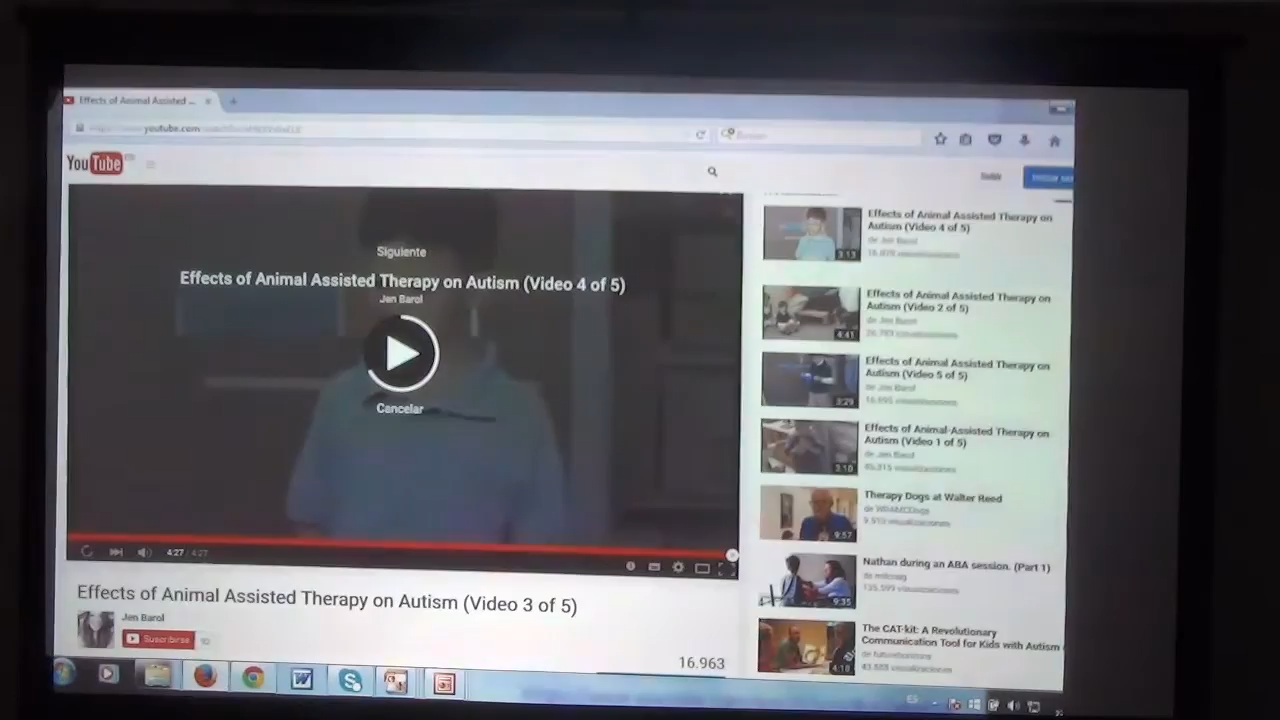 Effects of Animal Assisted ...
youtube.com
YouTube
Siguiente
Effects of Animal Assisted Therapy on Autism (Video 4 of 5)
Jen Barol
Cancelar
4:27 / 4:27
Effects of Animal Assisted Therapy on Autism (Video 3 of 5)
Jen Barol
Suscribirse
16.963
Effects of Animal Assisted Therapy on
Autism (Video 4 of 5)
de Jen Barol
3:13
Effects of Animal Assisted Therapy on
Autism (Video 2 of 5)
de Jen Barol
4:41
Effects of Animal Assisted Therapy on
Autism (Video 5 of 5)
de Jen Barol
3:29
Effects of Animal-Assisted Therapy on
Autism (Video 1 of 5)
de Jen Barol
3:10
Therapy Dogs at Walter Reed
de WRAMCDogs
9:57
Nathan during an ABA session. (Part 1)
9:35
The CAT-kit: A Revolutionary
Communication Tool for Kids with Autism
de futurehorizons
4:18